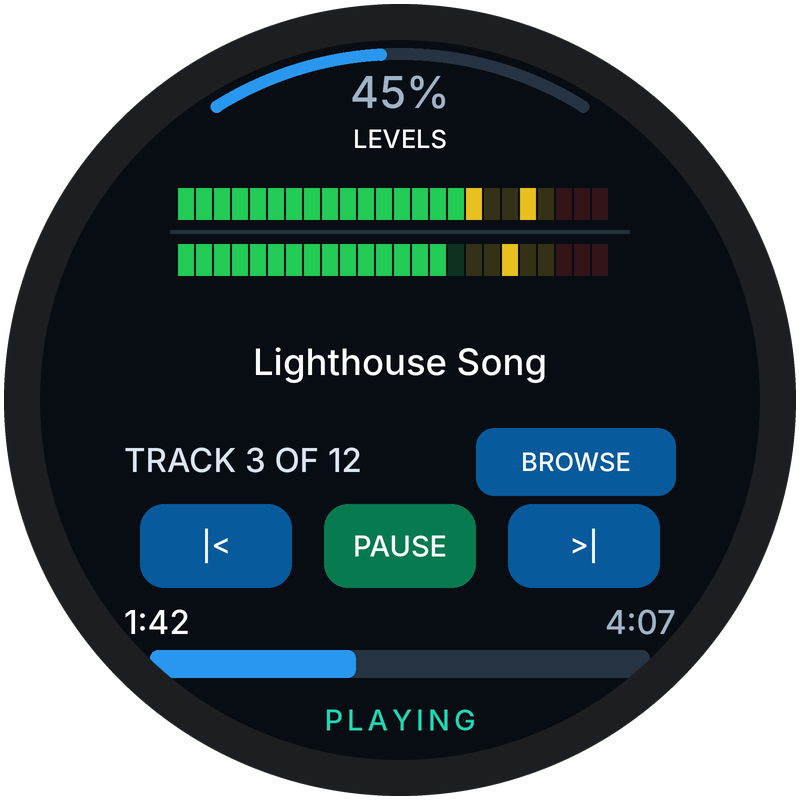 45%
LEVELS
Lighthouse Song
TRACK 3 OF 12
BROWSE
|<
PAUSE
>|
1:42
4:07
PLAYING